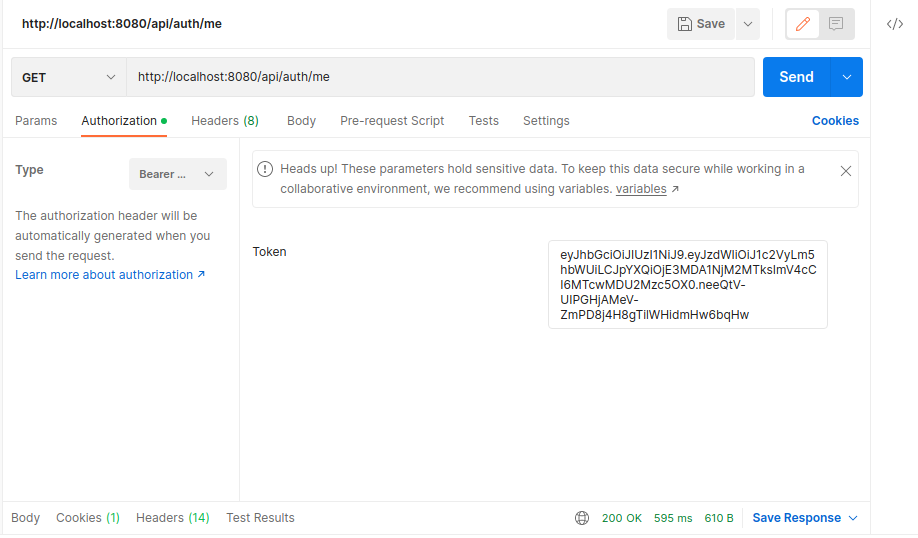 http://localhost:8080/api/auth/me
Save
</>
GET
http://localhost:8080/api/auth/me
Send
Params
Authorization
Headers (8)
Body
Pre-request Script
Tests
Settings
Cookies
Type
Bearer ...
Heads up! These parameters hold sensitive data. To keep this data secure while working in a
collaborative environment, we recommend using variables. variables ↗
The authorization header will be
automatically generated when you
send the request.
Learn more about authorization ↗
Token
eyJhbGciOiJIUzI1NiJ9.eyJzdWIiOiJ1c2VyLm5
hbWUiLCJpYXQiOjE3MDA1NjM2MTksImV4cC
I6MTcwMDU2Mzc5OX0.neeQtV-
UIPGHjAMeV-
ZmPD8j4H8gTilWHidmHw6bqHw
Body
Cookies (1)
Headers (14)
Test Results
200 OK
595 ms
610 B
Save Response